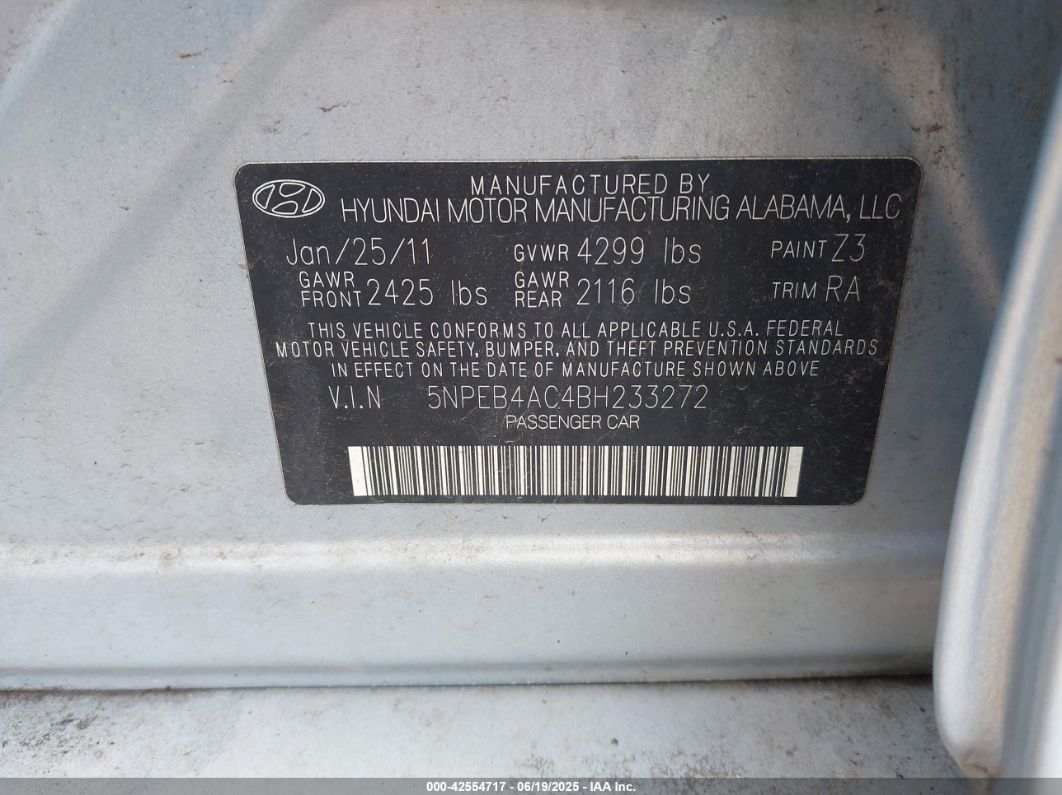 MANUFACTURED BY
HYUNDAI MOTOR MANUFACTURING ALABAMA, LLC
Jan/25/11 GVWR 4299 lbs PAINT Z3
GAWR FRONT 2425 lbs GAWR REAR 2116 lbs TRIM RA
THIS VEHICLE CONFORMS TO ALL APPLICABLE U.S.A. FEDERAL
MOTOR VEHICLE SAFETY, BUMPER, AND THEFT PREVENTION STANDARDS
IN EFFECT ON THE DATE OF MANUFACTURE SHOWN ABOVE
V.I.N 5NPEB4AC4BH233272
PASSENGER CAR
000-42554717 - 06/19/2025 - IAA Inc.